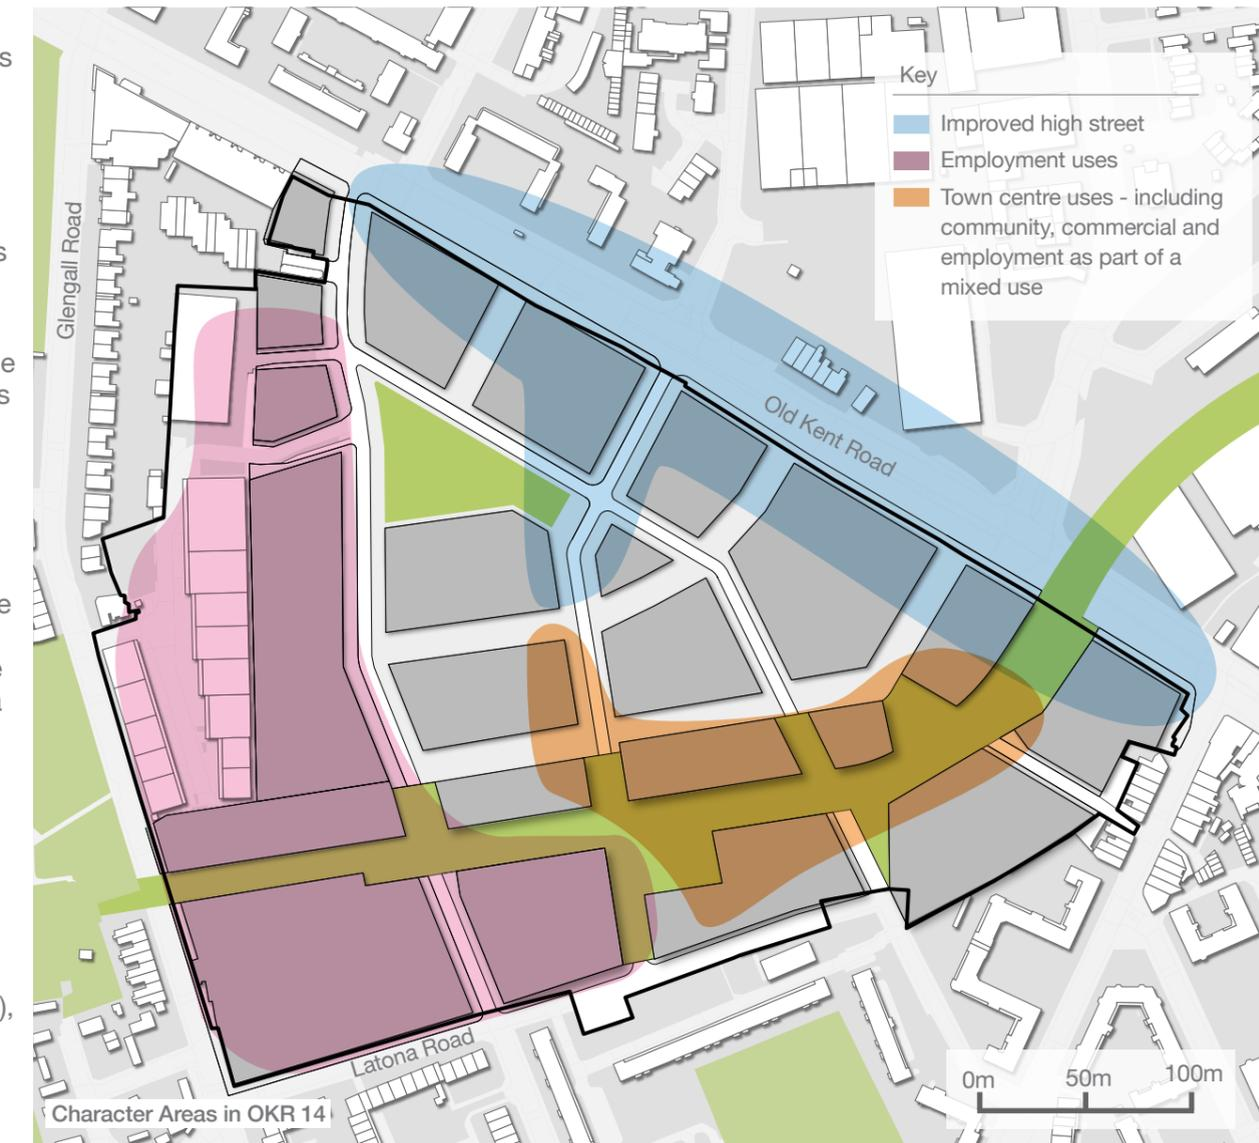 Key
Improved high street
Employment uses
Town centre uses - including
community, commercial and
employment as part of a
mixed use
Glengall Road
Old Kent Road
Latona Road
0m
50m
100m
Character Areas in OKR 14